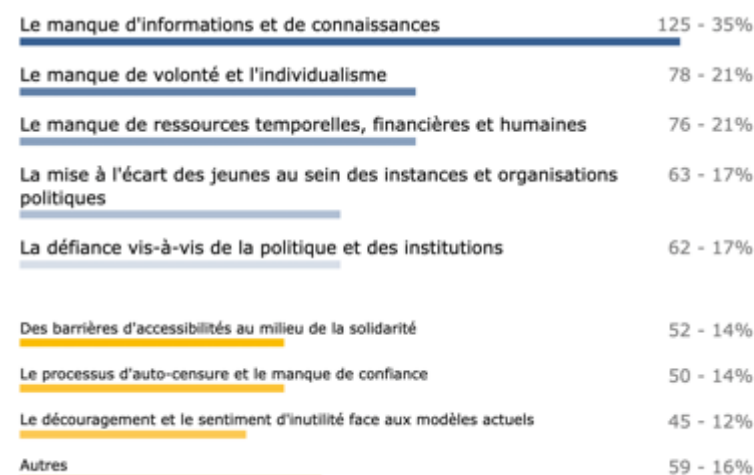 Le manque d'informations et de connaissances 125 - 35%
Le manque de volonté et l'individualisme 78 - 21%
Le manque de ressources temporelles, financières et humaines 76 - 21%
La mise à l'écart des jeunes au sein des instances et organisations 63 - 17%
politiques
La défiance vis-à-vis de la politique et des institutions 62 - 17%
Des barrières d'accessibilités au milieu de la solidarité 52 - 14%
Le processus d'auto-censure et le manque de confiance 50 - 14%
Le découragement et le sentiment d'inutilité face aux modèles actuels 45 - 12%
Autres 59 - 16%